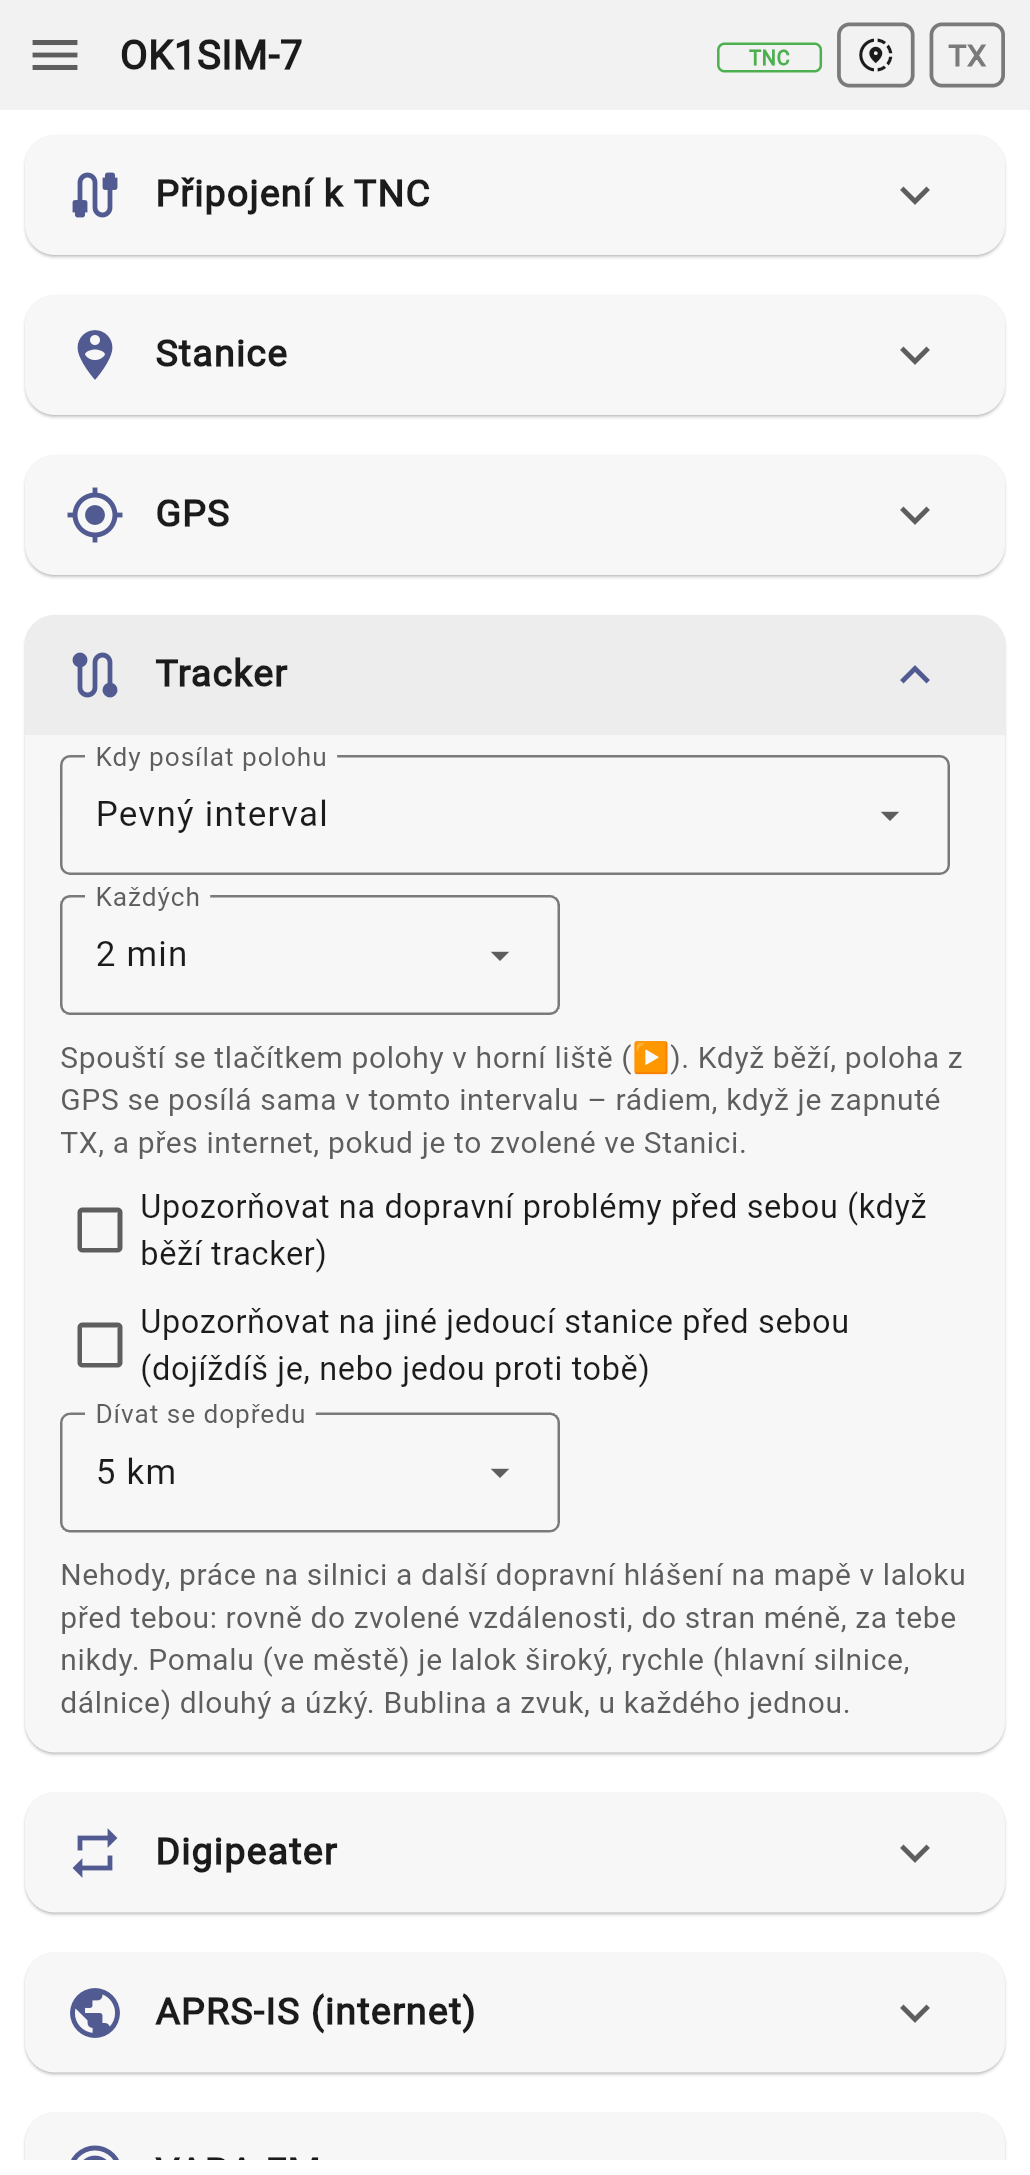 OK1SIM-7
TNC
TX
Připojení k TNC
Stanice
GPS
Tracker
Kdy posílat polohu
Pevný interval
Každých
2 min
Spouští se tlačítkem polohy v horní liště (▶️). Když běží, poloha z
GPS se posílá sama v tomto intervalu – rádiem, když je zapnuté
TX, a přes internet, pokud je to zvolené ve Stanici.
Upozorňovat na dopravní problémy před sebou (když
běží tracker)
Upozorňovat na jiné jedoucí stanice před sebou
(dojíždíš je, nebo jedou proti tobě)
Dívat se dopředu
5 km
Nehody, práce na silnici a další dopravní hlášení na mapě v laloku
před tebou: rovně do zvolené vzdálenosti, do stran méně, za tebe
nikdy. Pomalu (ve městě) je lalok široký, rychle (hlavní silnice,
dálnice) dlouhý a úzký. Bublina a zvuk, u každého jednou.
Digipeater
APRS-IS (internet)